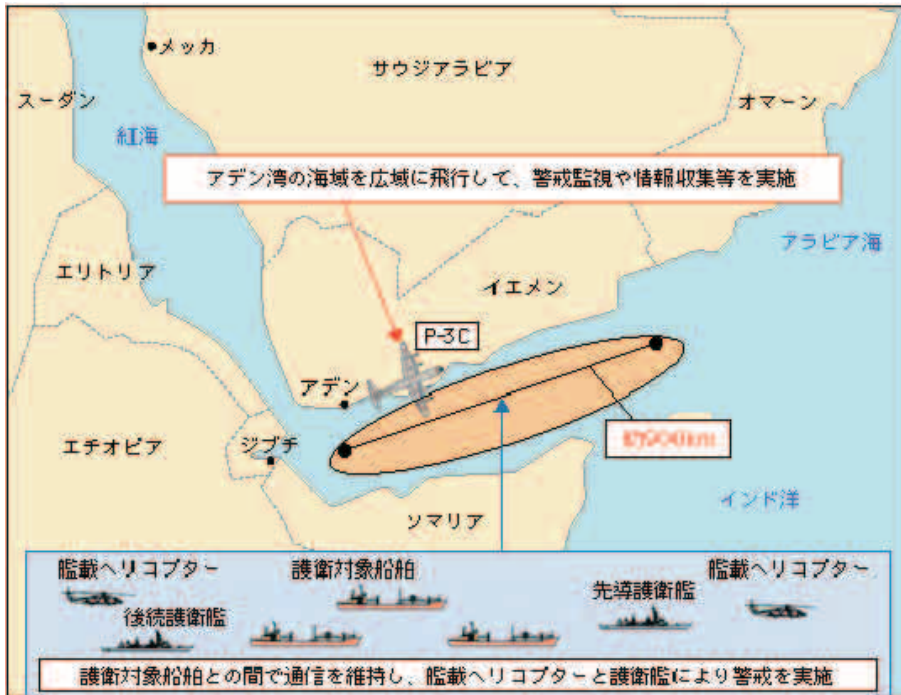 メッカ
サウジアラビア
スーダン
オマーン
紅海
アデン湾の海域を広域に飛行して、警戒監視や情報収集等を実施
アラビア海
エリトリア
イエメン
P-3C
アデン
約900km
エチオピア
ジブチ
インド洋
ソマリア
艦載ヘリコプター
護衛対象船舶
艦載ヘリコプター
先導護衛艦
後続護衛艦
護衛対象船舶との間で通信を維持し、艦載ヘリコプターと護衛艦により警戒を実施